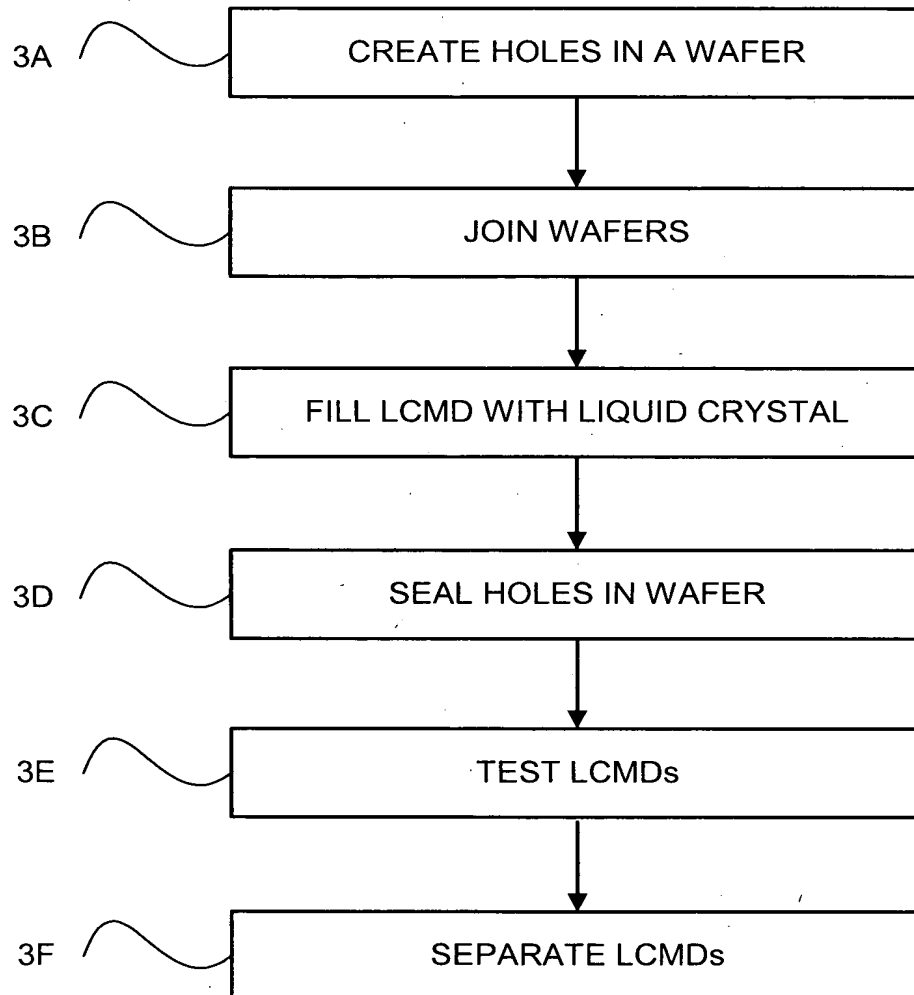 3A CREATE HOLES IN A WAFER
3B JOIN WAFERS
3C FILL LCMD WITH LIQUID CRYSTAL
3D SEAL HOLES IN WAFER
3E TEST LCMDs
3F SEPARATE LCMDs